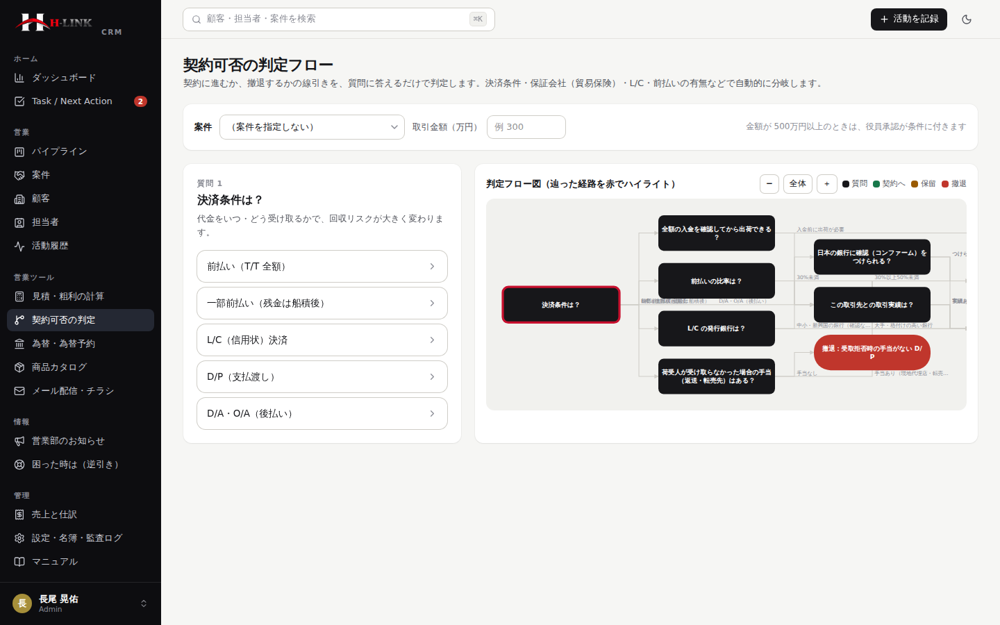 H-LINK CRM
ホーム
ダッシュボード
Task / Next Action 2
営業
パイプライン
案件
顧客
担当者
活動履歴
営業ツール
見積・粗利の計算
契約可否の判定
為替・為替予約
商品カタログ
メール配信・チラシ
情報
営業部のお知らせ
困った時は（逆引き）
管理
売上と仕訳
設定・名簿・監査ログ
マニュアル
長 長尾 晃佑
Admin
顧客・担当者・案件を検索 ⌘K
＋ 活動を記録
契約可否の判定フロー
契約に進むか、撤退するかの線引きを、質問に答えるだけで判定します。決済条件・保証会社（貿易保険）・L/C・前払いの有無などで自動的に分岐します。
案件 （案件を指定しない） 取引金額（万円） 例 300 金額が 500万円以上のときは、役員承認が条件に付きます
質問 1
決済条件は？
代金をいつ・どう受け取るかで、回収リスクが大きく変わりま
す。
前払い（T/T 全額）
一部前払い（残金は船積後）
L/C（信用状）決済
D/P（支払渡し）
D/A・O/A（後払い）
判定フロー図（辿った経路を赤でハイライト） − 全体 ＋ 質問 契約へ 保留 撤退
決済条件は？
全額の入金を確認してから出荷できる
？
前払いの比率は？
L/C の発行銀行は？
荷受人が受け取らなかった場合の手当
（返送・転売先）はある？
D/A・O/A（後払い）
入金前に出荷が必要
日本の銀行に確認（コンファーム）を
つけられる？
つけら
30%未満
30%以上50%未満
この取引先との取引実績は？
中小・新興国の銀行（確認な…
大手・格付けの高い銀行
撤退：受取拒否時の手当がない D/
P
手当なし
手当あり（現地代理店・転売…